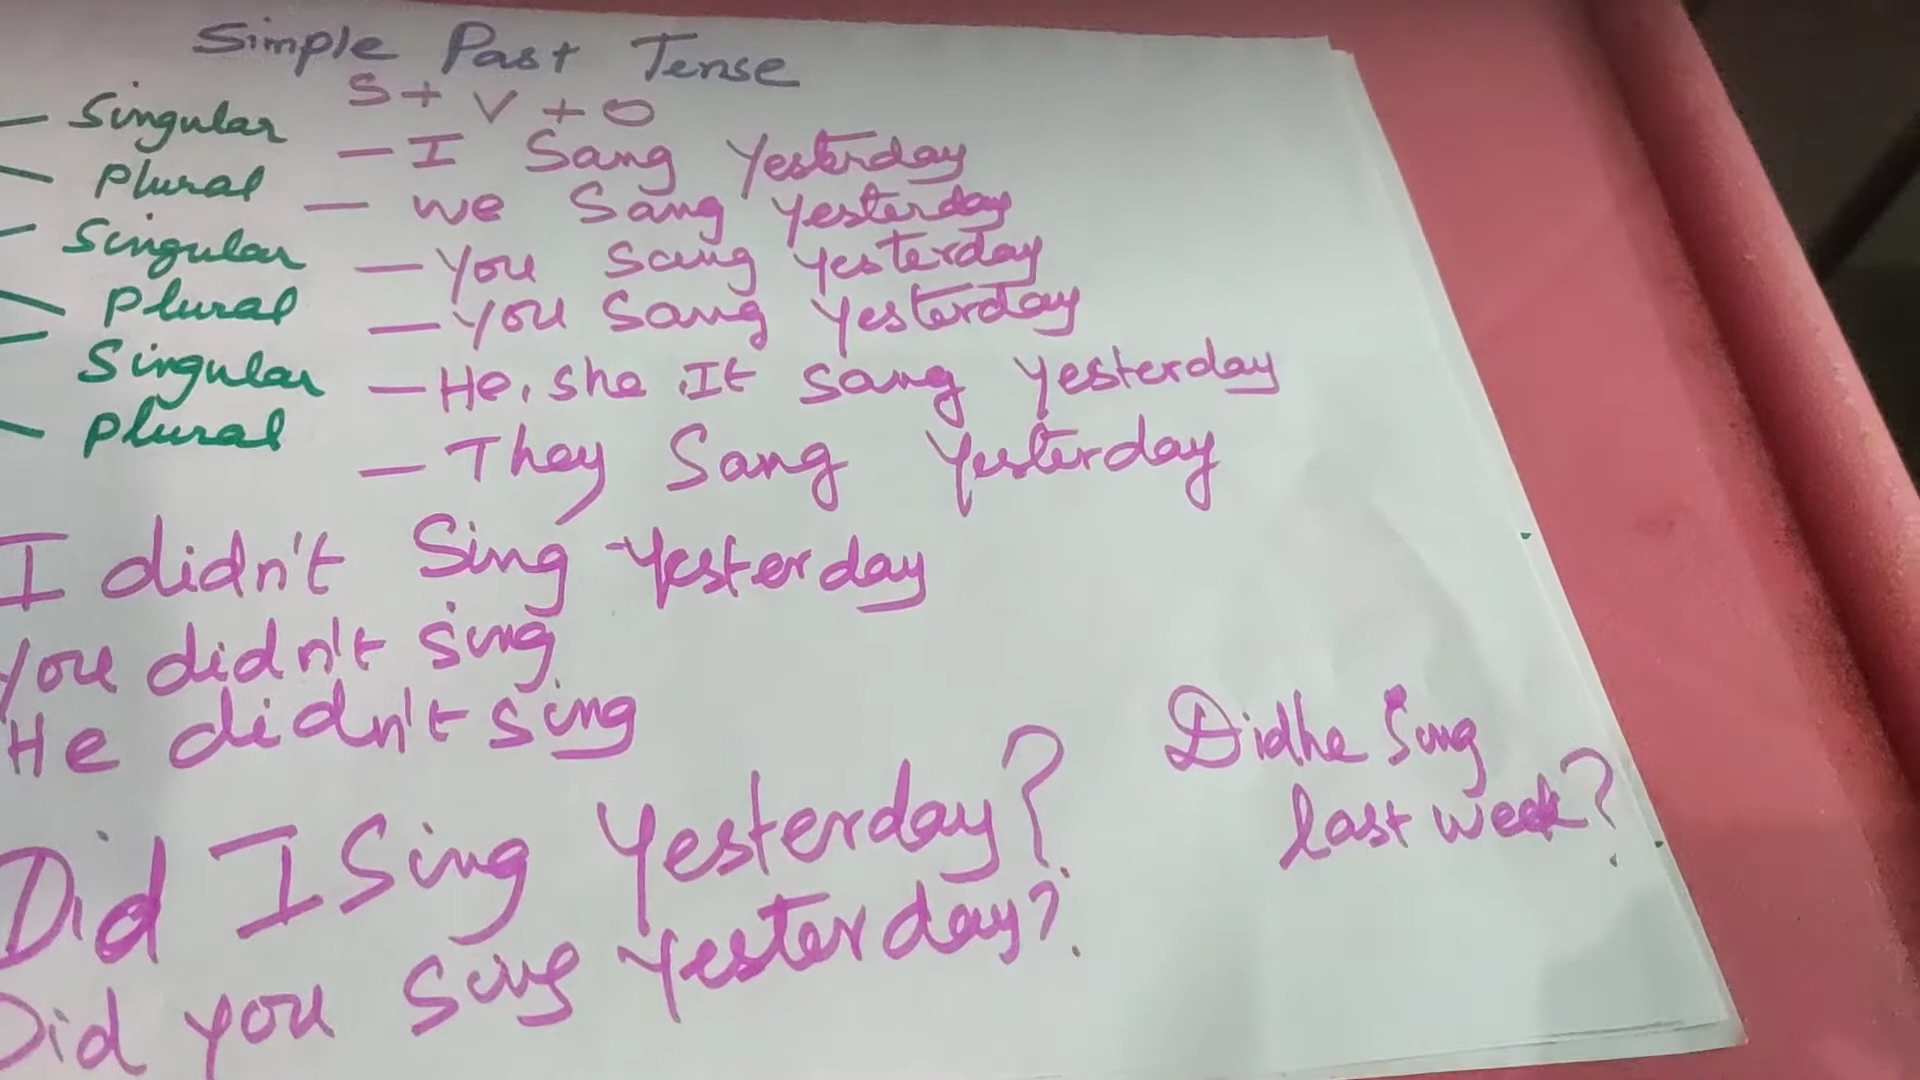 Simple Past Tense
S + V + O
Singular — I Sang Yesterday
Plural — we Sang yesterday
Singular — You sang yesterday
Plural — You Sang Yesterday
Singular — He, she, It sang yesterday
Plural — They Sang Yesterday
I didn't Sing Yesterday
You didn't sing
He didn't sing
Did I Sing Yesterday?
Did you sing yesterday?
Did he Sing
last week?